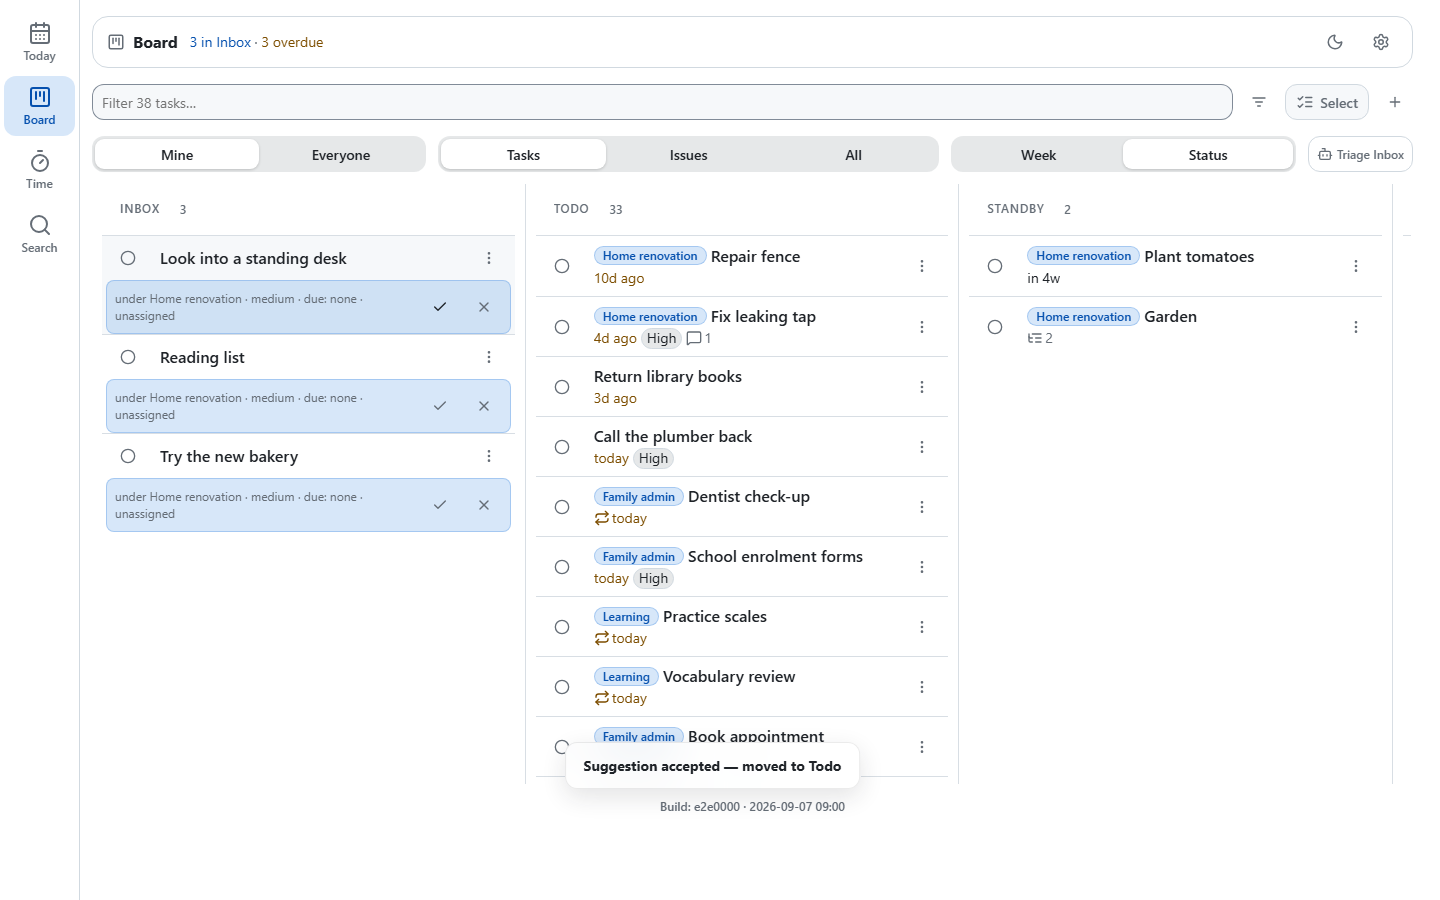 Today
Board
Time
Search
Board 3 in Inbox · 3 overdue
Filter 38 tasks...
Select
Mine
Everyone
Tasks
Issues
All
Week
Status
Triage Inbox
INBOX 3
Look into a standing desk
under Home renovation · medium · due: none ·
unassigned
Reading list
under Home renovation · medium · due: none ·
unassigned
Try the new bakery
under Home renovation · medium · due: none ·
unassigned
TODO 33
Home renovation Repair fence
10d ago
Home renovation Fix leaking tap
4d ago High 1
Return library books
3d ago
Call the plumber back
today High
Family admin Dentist check-up
today
Family admin School enrolment forms
today High
Learning Practice scales
today
Learning Vocabulary review
today
Family admin Book appointment
STANDBY 2
Home renovation Plant tomatoes
in 4w
Home renovation Garden
2
Suggestion accepted — moved to Todo
Build: e2e0000 · 2026-09-07 09:00